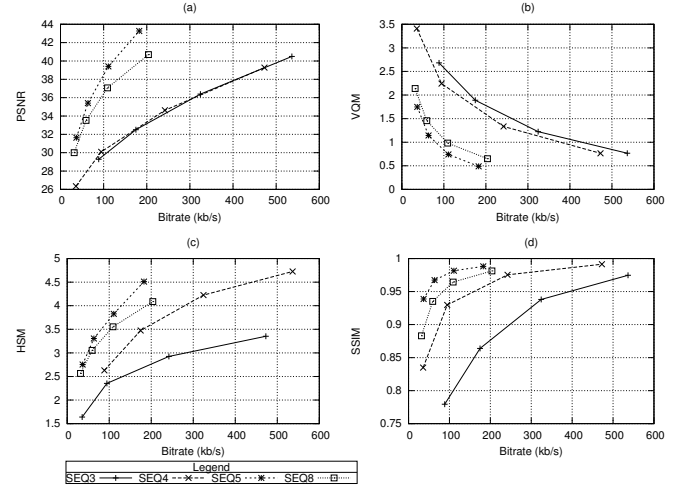 (a)
44
42
40
38
36
34
32
30
28
26
PSNR
0 100 200 300 400 500 600
Bitrate (kb/s)
(b)
3.5
3
2.5
2
1.5
1
0.5
0
VQM
0 100 200 300 400 500 600
Bitrate (kb/s)
(c)
5
4.5
4
3.5
3
2.5
2
1.5
HSM
0 100 200 300 400 500 600
Bitrate (kb/s)
(d)
1
0.95
0.9
0.85
0.8
0.75
SSIM
0 100 200 300 400 500 600
Bitrate (kb/s)
Legend
SEQ3 SEQ4 SEQ5 SEQ8